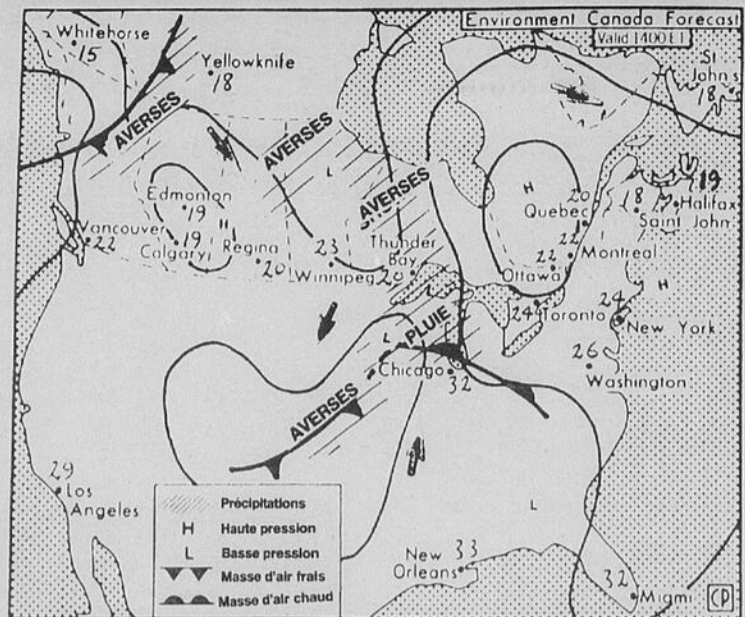 Environment Canada Forecast
Valid 1400 E.T
Whitehorse
15
Yellowknife
18
St
John's
18
AVERSES
AVERSES
AVERSES
L
H
Edmonton
19
H
19
Calgary
Vancouver
22
Regina
20
23
Winnipeg
Thunder
Bay
20
L
20
Quebec
19
Halifax
18
Saint John
22
Montreal
22
Ottawa
H
24
Toronto
24
New York
26
Washington
PLUIE
L
Chicago
32
AVERSES
29
Los
Angeles
L
New
Orleans
33
32
Miami
Précipitations
H Haute pression
L Basse pression
Masse d'air frais
Masse d'air chaud
CP